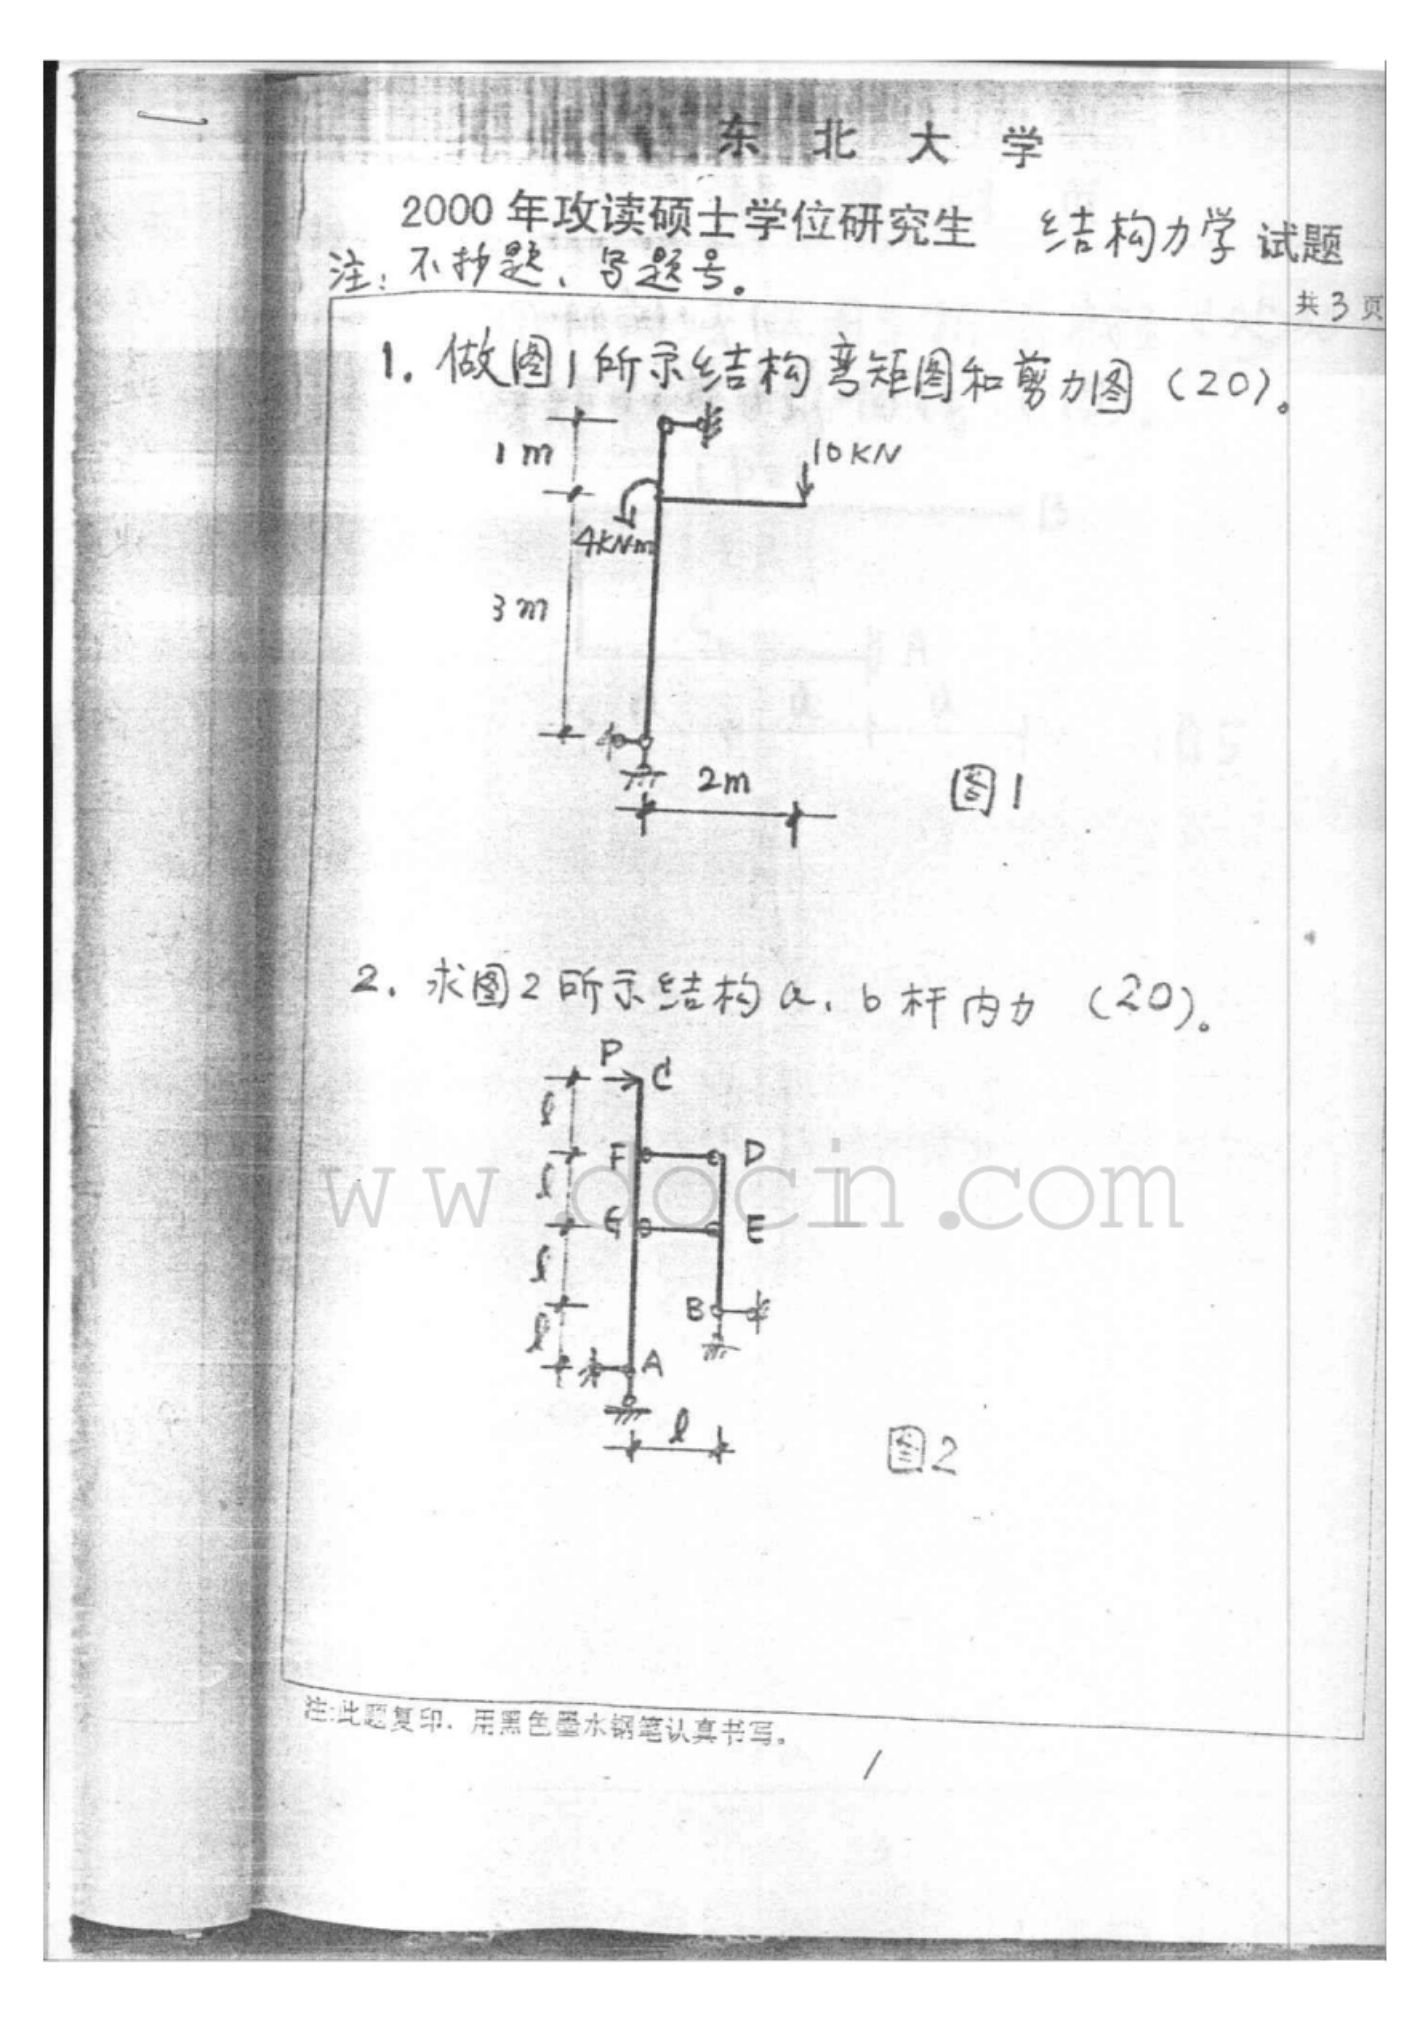 东 北 大 学
2000 年攻读硕士学位研究生 结构力学 试题
注：不抄题、写题号。
共 3 页
1. 做图1所示结构弯矩图和剪力图（20）。
1 m
10 KN
4KNm
3 m
2m
图1
2. 求图2所示结构 a、b 杆内力 （20）。
P
C
l
F
D
l
G
E
l
B
l
A
l
图2
www.docin.com
注:此题复印，用黑色墨水钢笔认真书写。
1